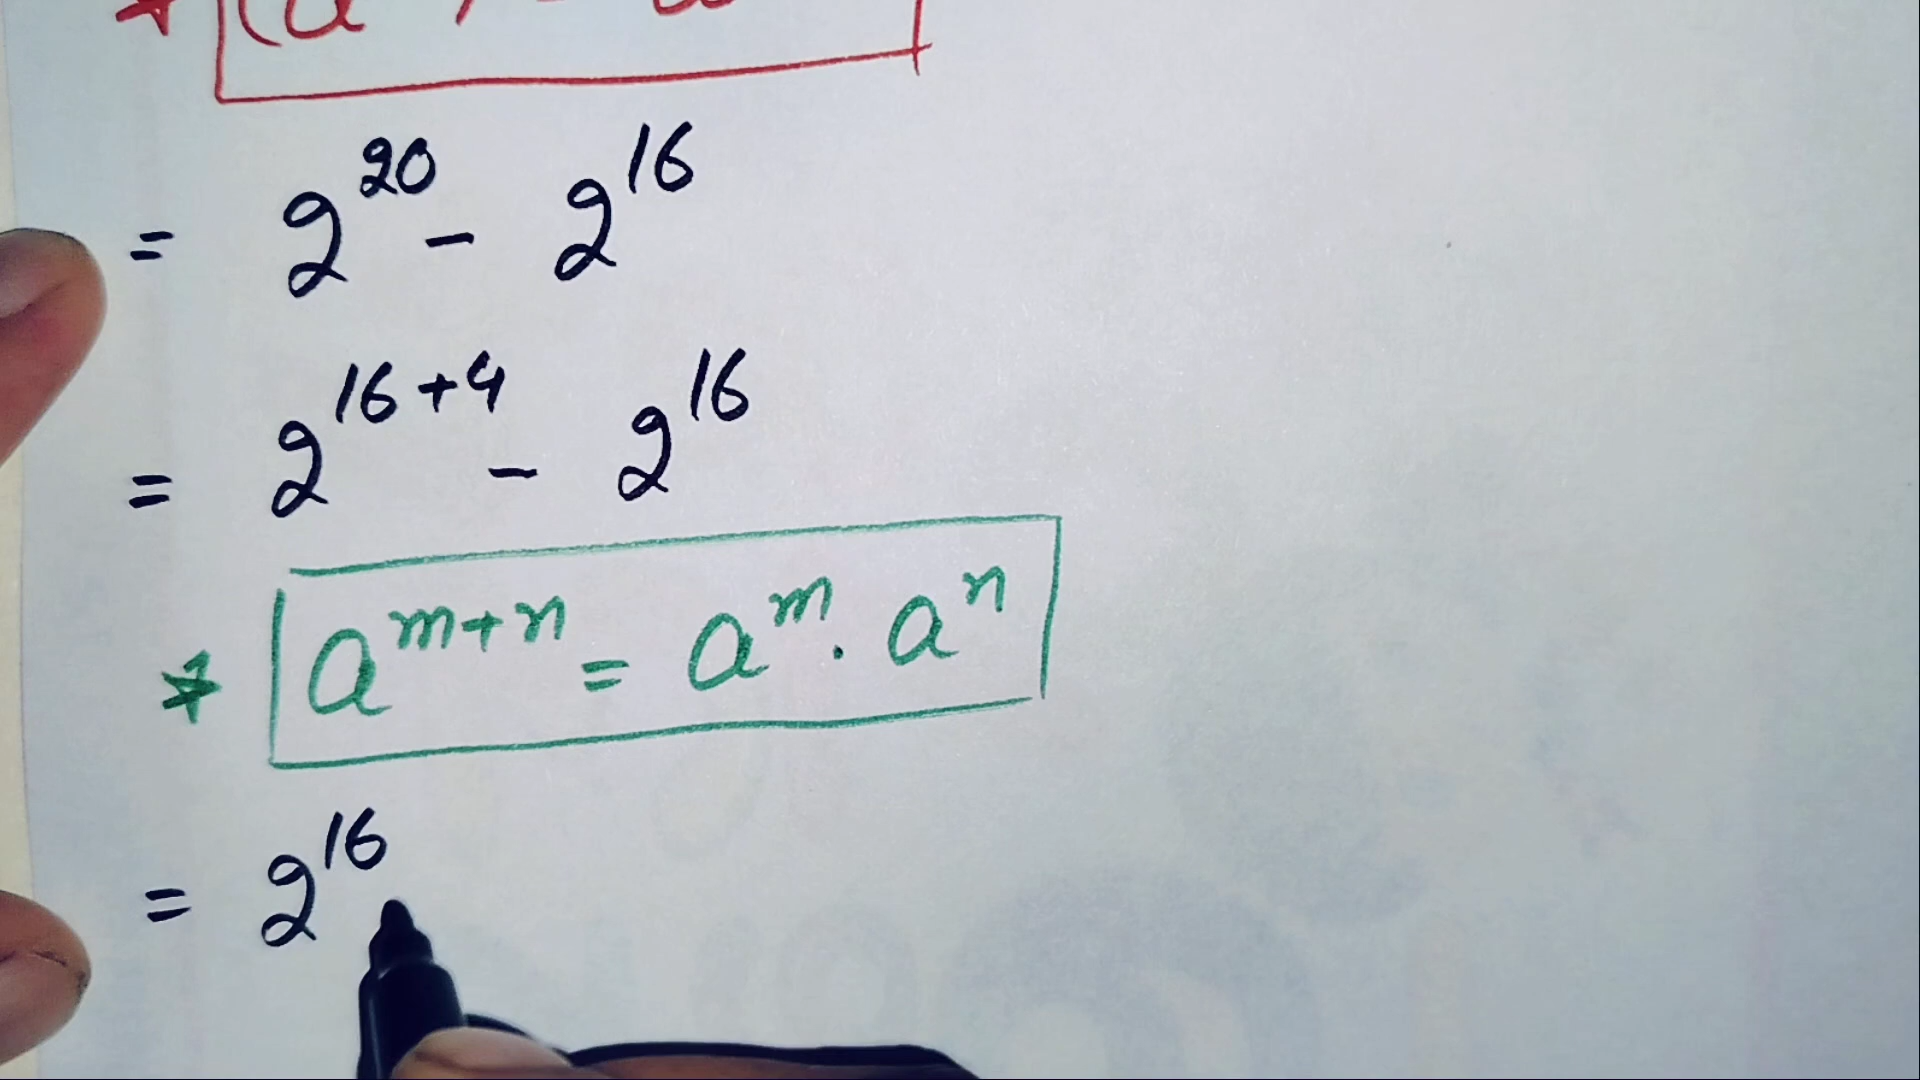 = 2^20 - 2^16
= 2^16+4 - 2^16
* a^m+n = a^m . a^n
= 2^16